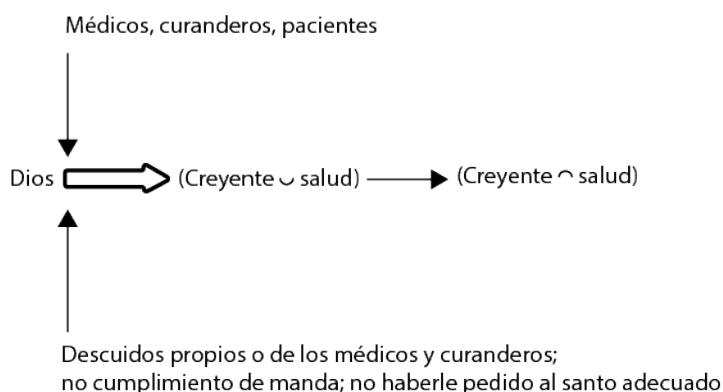 Médicos, curanderos, pacientes
Dios (Creyente ◡ salud) (Creyente ◠ salud)
Descuidos propios o de los médicos y curanderos;
no cumplimiento de manda; no haberle pedido al santo adecuado